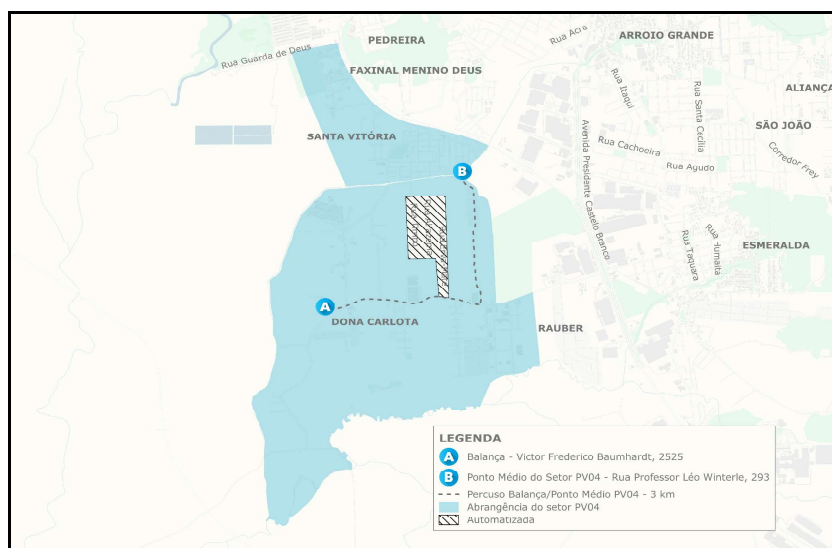 PEDREIRA
ARROIO GRANDE
Rua Acre
Rua Guarda de Deus
FAXINAL MENINO DEUS
Rua Itaqui
Rua Santa Cecília
ALIANÇA
SÃO JOÃO
SANTA VITÓRIA
Avenida Presidente Castelo Branco
Rua Cachoeira
Rua Ayudo
Corredor Frey
B
Rua Humaitá
Rua Taquara
ESMERALDA
A
DONA CARLOTA
RAUBER
LEGENDA
A Balança - Victor Frederico Baumhardt, 2525
B Ponto Médio do Setor PV04 - Rua Professor Léo Winterle, 293
Percuso Balança/Ponto Médio PV04 - 3 km
Abrangência do setor PV04
Automatizada